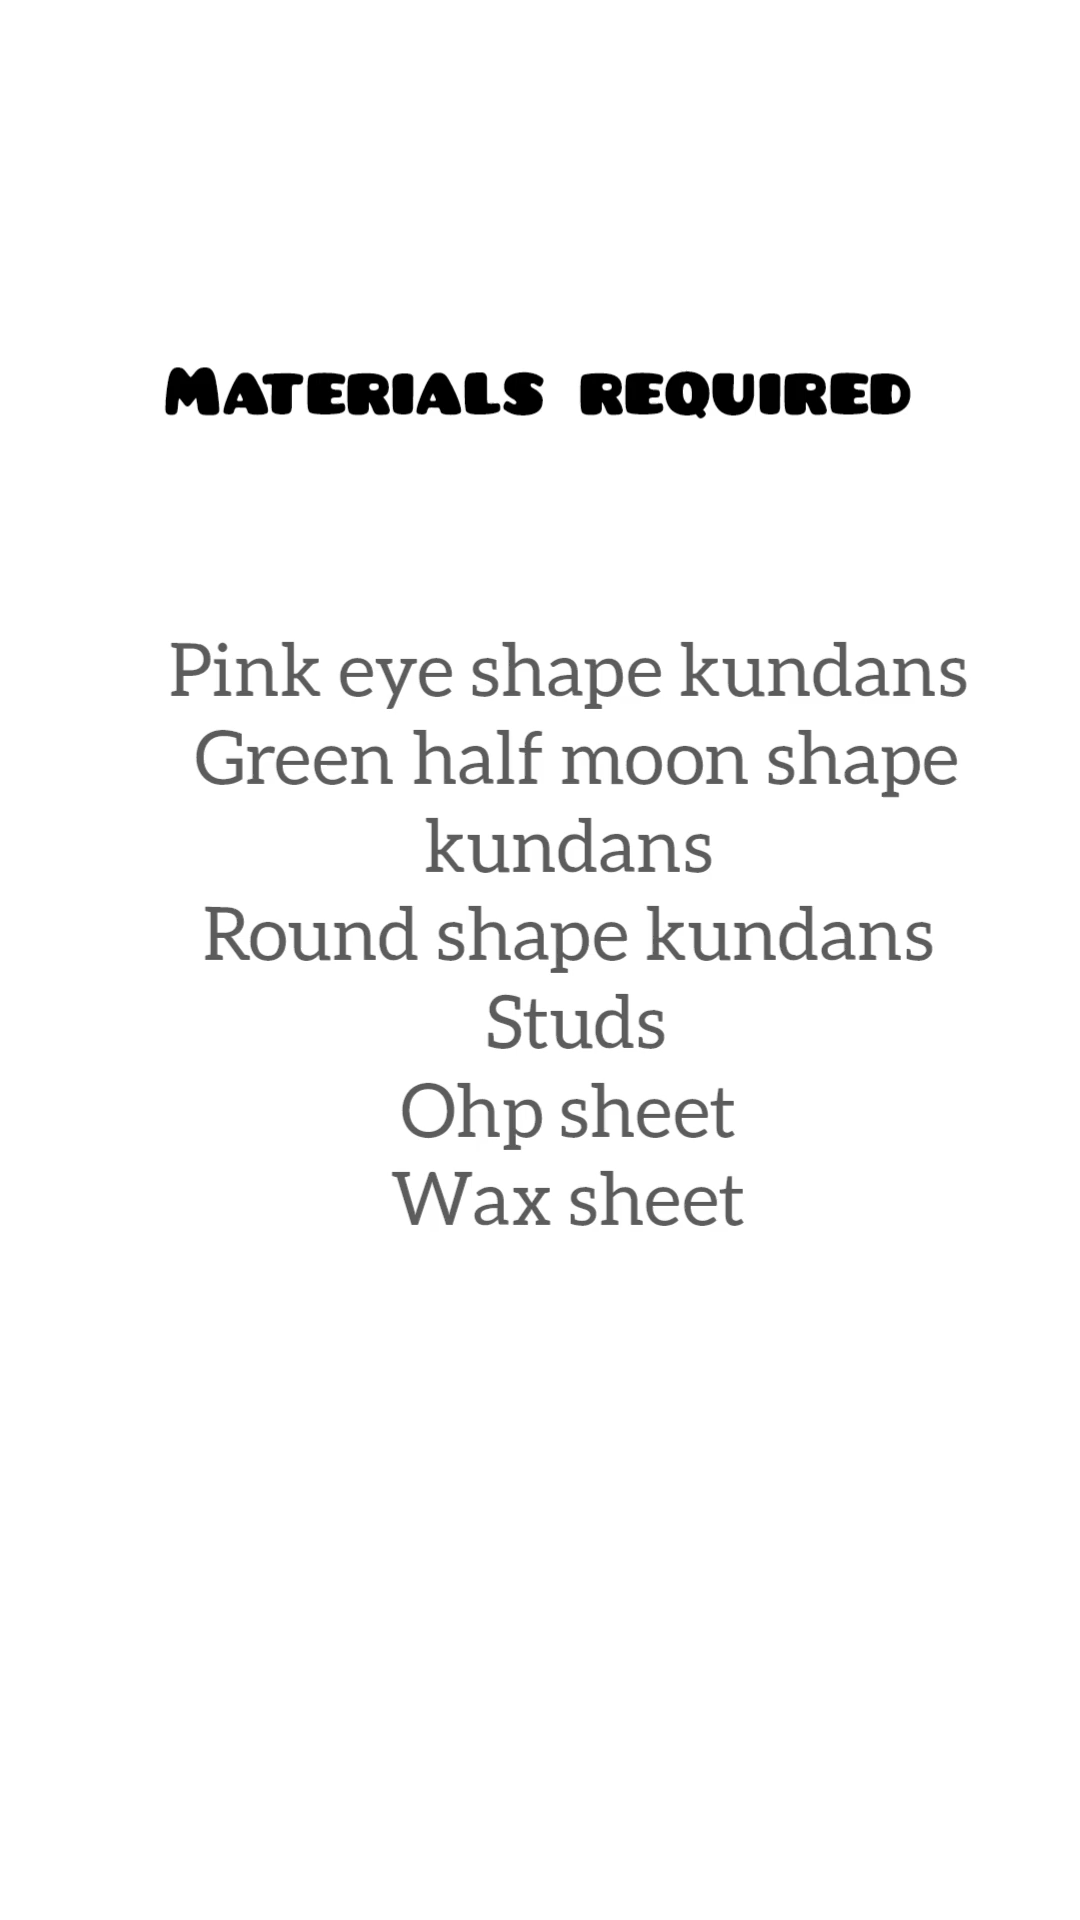 Materials required
Pink eye shape kundans
Green half moon shape
kundans
Round shape kundans
Studs
Ohp sheet
Wax sheet